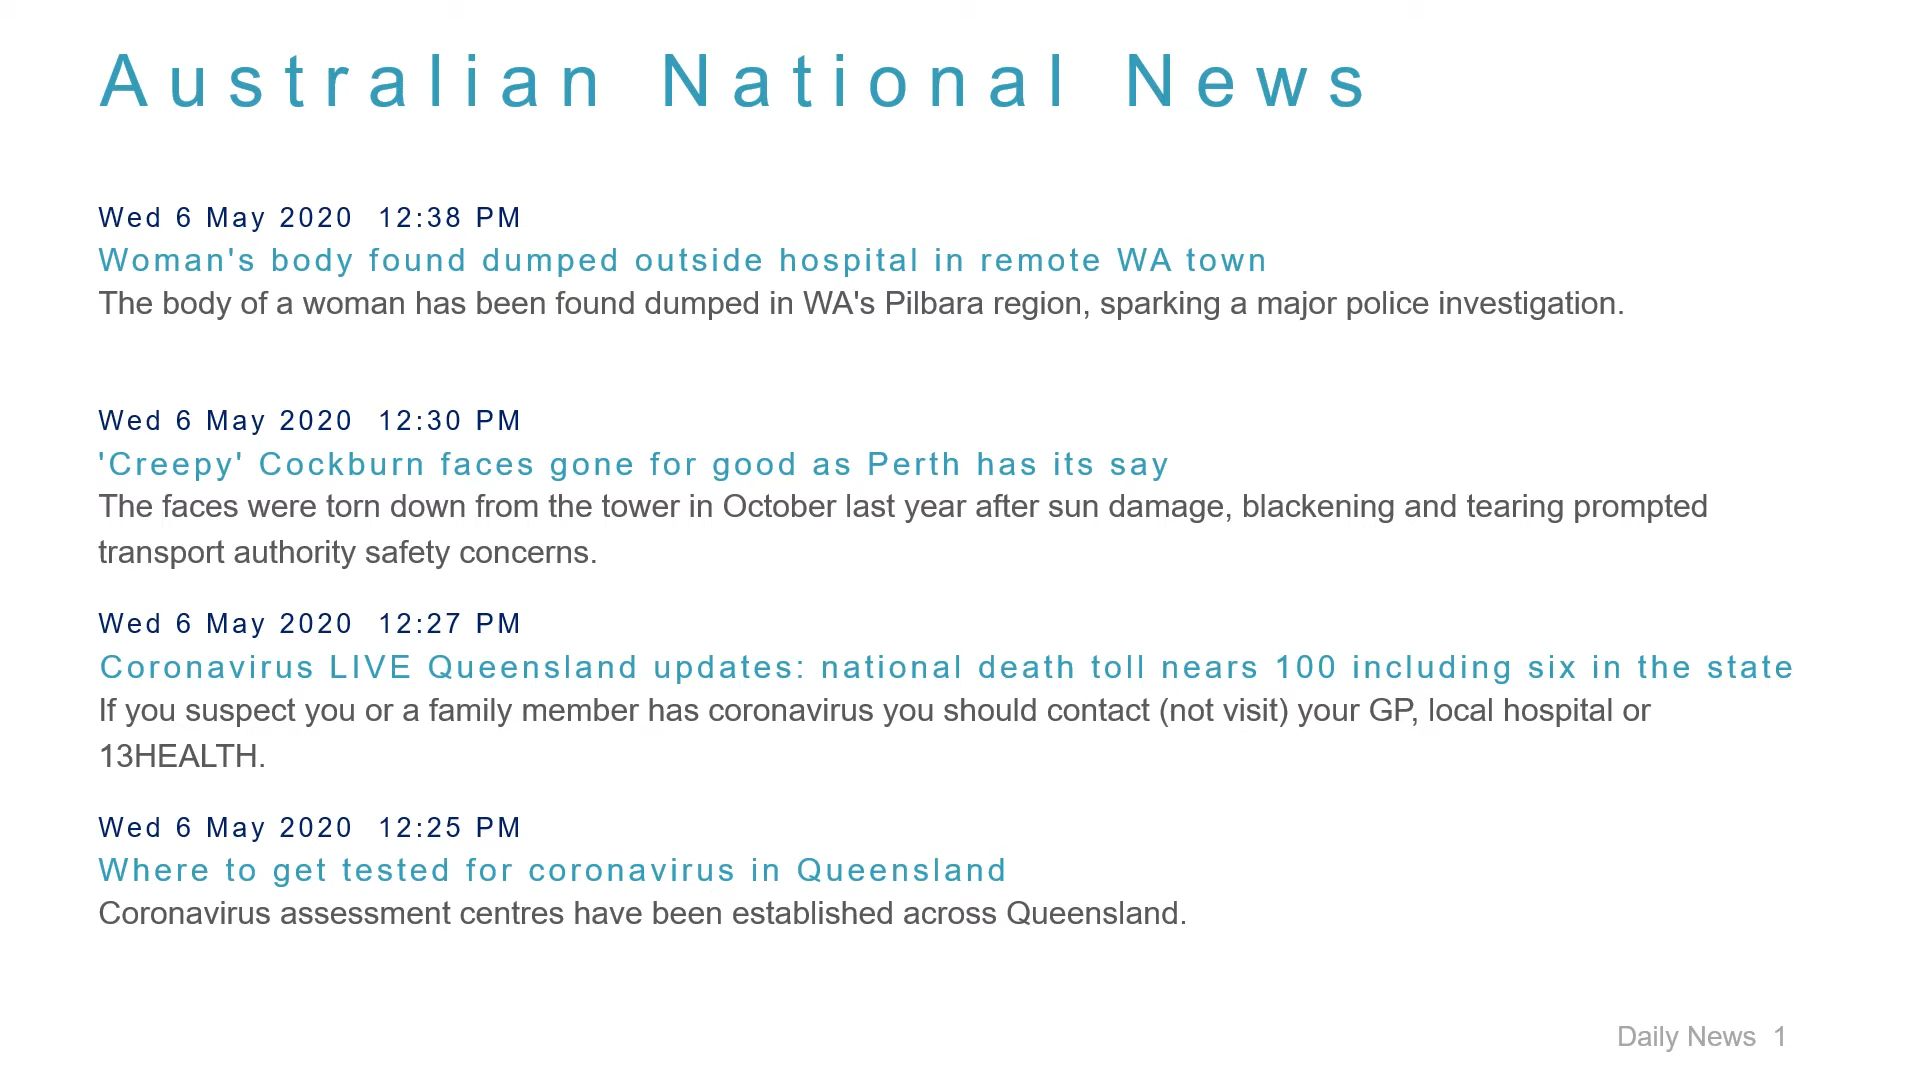 Australian National News
Wed 6 May 2020  12:38 PM
Woman's body found dumped outside hospital in remote WA town
The body of a woman has been found dumped in WA's Pilbara region, sparking a major police investigation.
Wed 6 May 2020  12:30 PM
'Creepy' Cockburn faces gone for good as Perth has its say
The faces were torn down from the tower in October last year after sun damage, blackening and tearing prompted
transport authority safety concerns.
Wed 6 May 2020  12:27 PM
Coronavirus LIVE Queensland updates: national death toll nears 100 including six in the state
If you suspect you or a family member has coronavirus you should contact (not visit) your GP, local hospital or
13HEALTH.
Wed 6 May 2020  12:25 PM
Where to get tested for coronavirus in Queensland
Coronavirus assessment centres have been established across Queensland.
Daily News  1